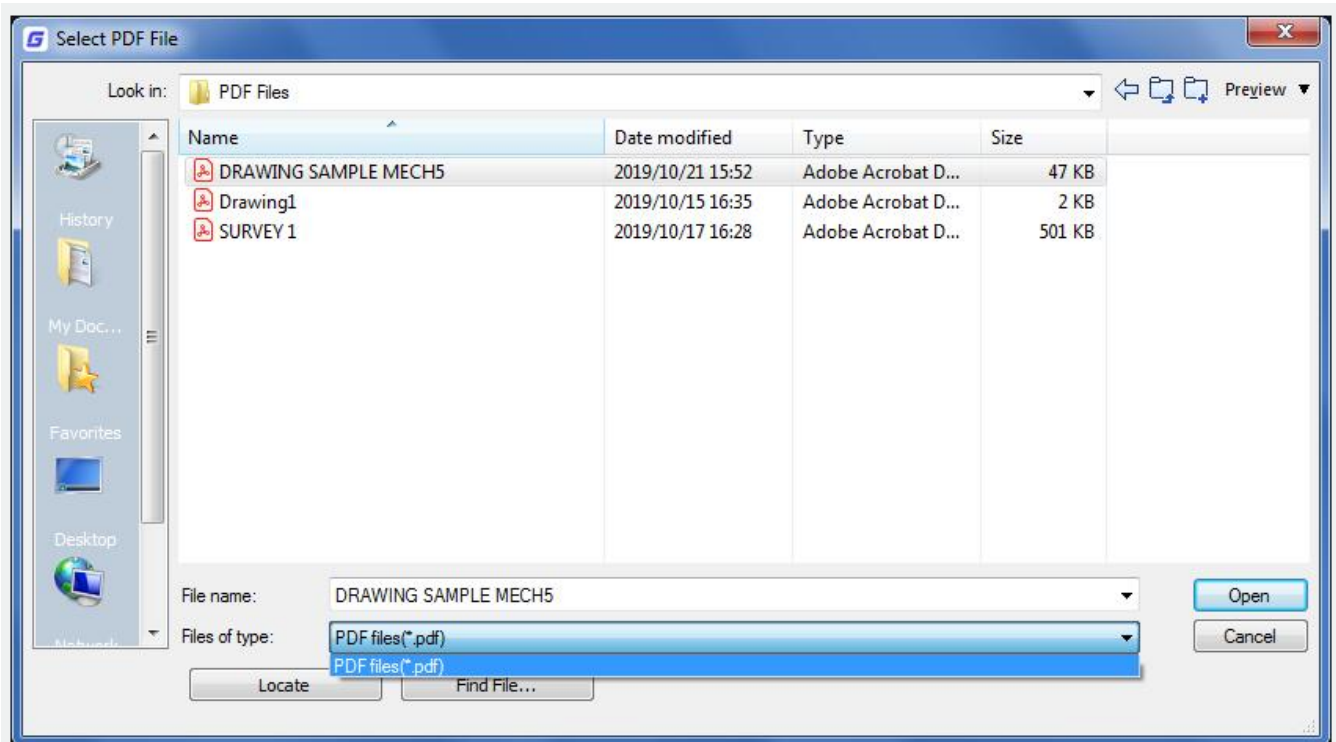 Select PDF File
Look in: PDF Files Preview
Name Date modified Type Size
DRAWING SAMPLE MECH5 2019/10/21 15:52 Adobe Acrobat D... 47 KB
Drawing1 2019/10/15 16:35 Adobe Acrobat D... 2 KB
SURVEY 1 2019/10/17 16:28 Adobe Acrobat D... 501 KB
History
My Doc...
Favorites
Desktop
File name: DRAWING SAMPLE MECH5 Open
Files of type: PDF files(*.pdf) Cancel
PDF files(*.pdf)
Locate Find File...